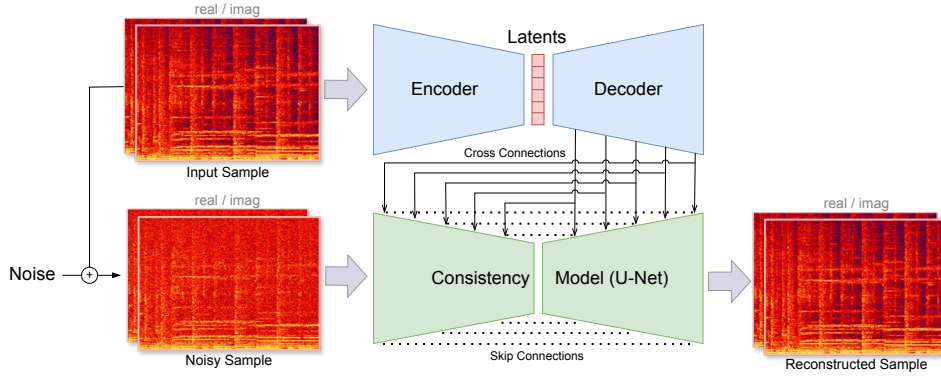 real / imag
Input Sample
Latents
Encoder
Decoder
Cross Connections
real / imag
Noise
+
Noisy Sample
Consistency
Model (U-Net)
Skip Connections
real / imag
Reconstructed Sample